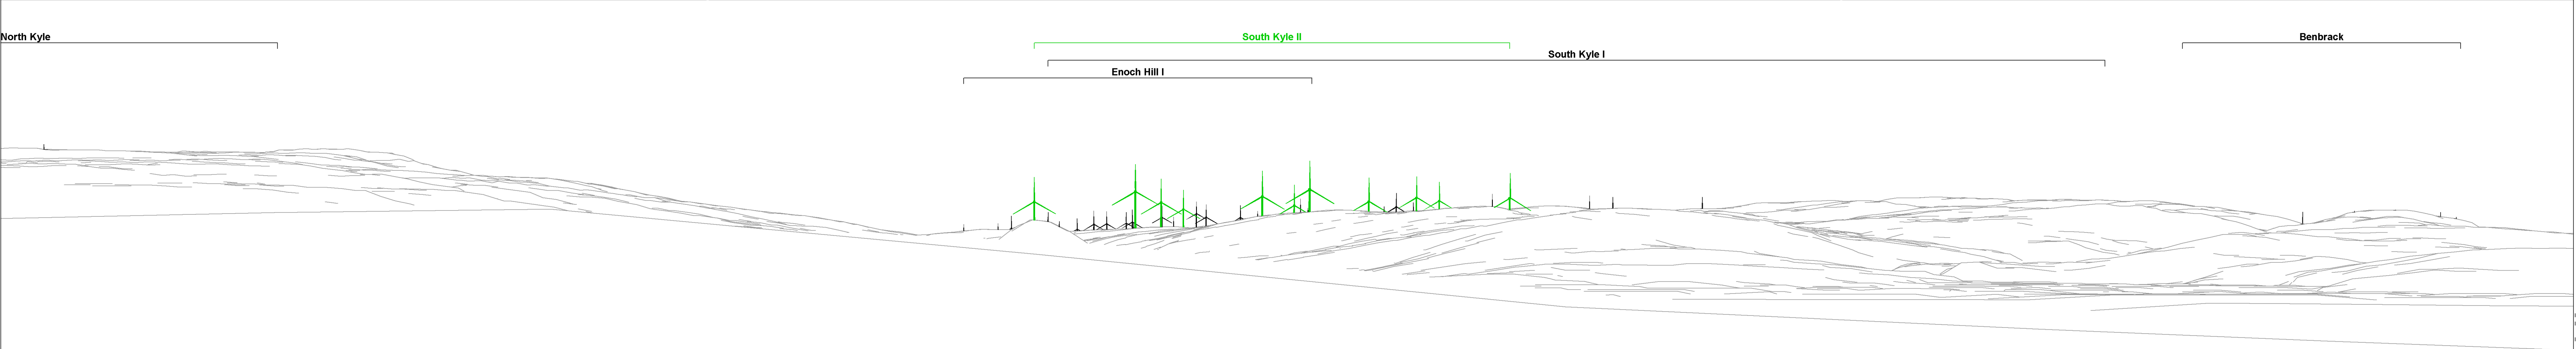 North Kyle
South Kyle II
Benbrack
South Kyle I
Enoch Hill I